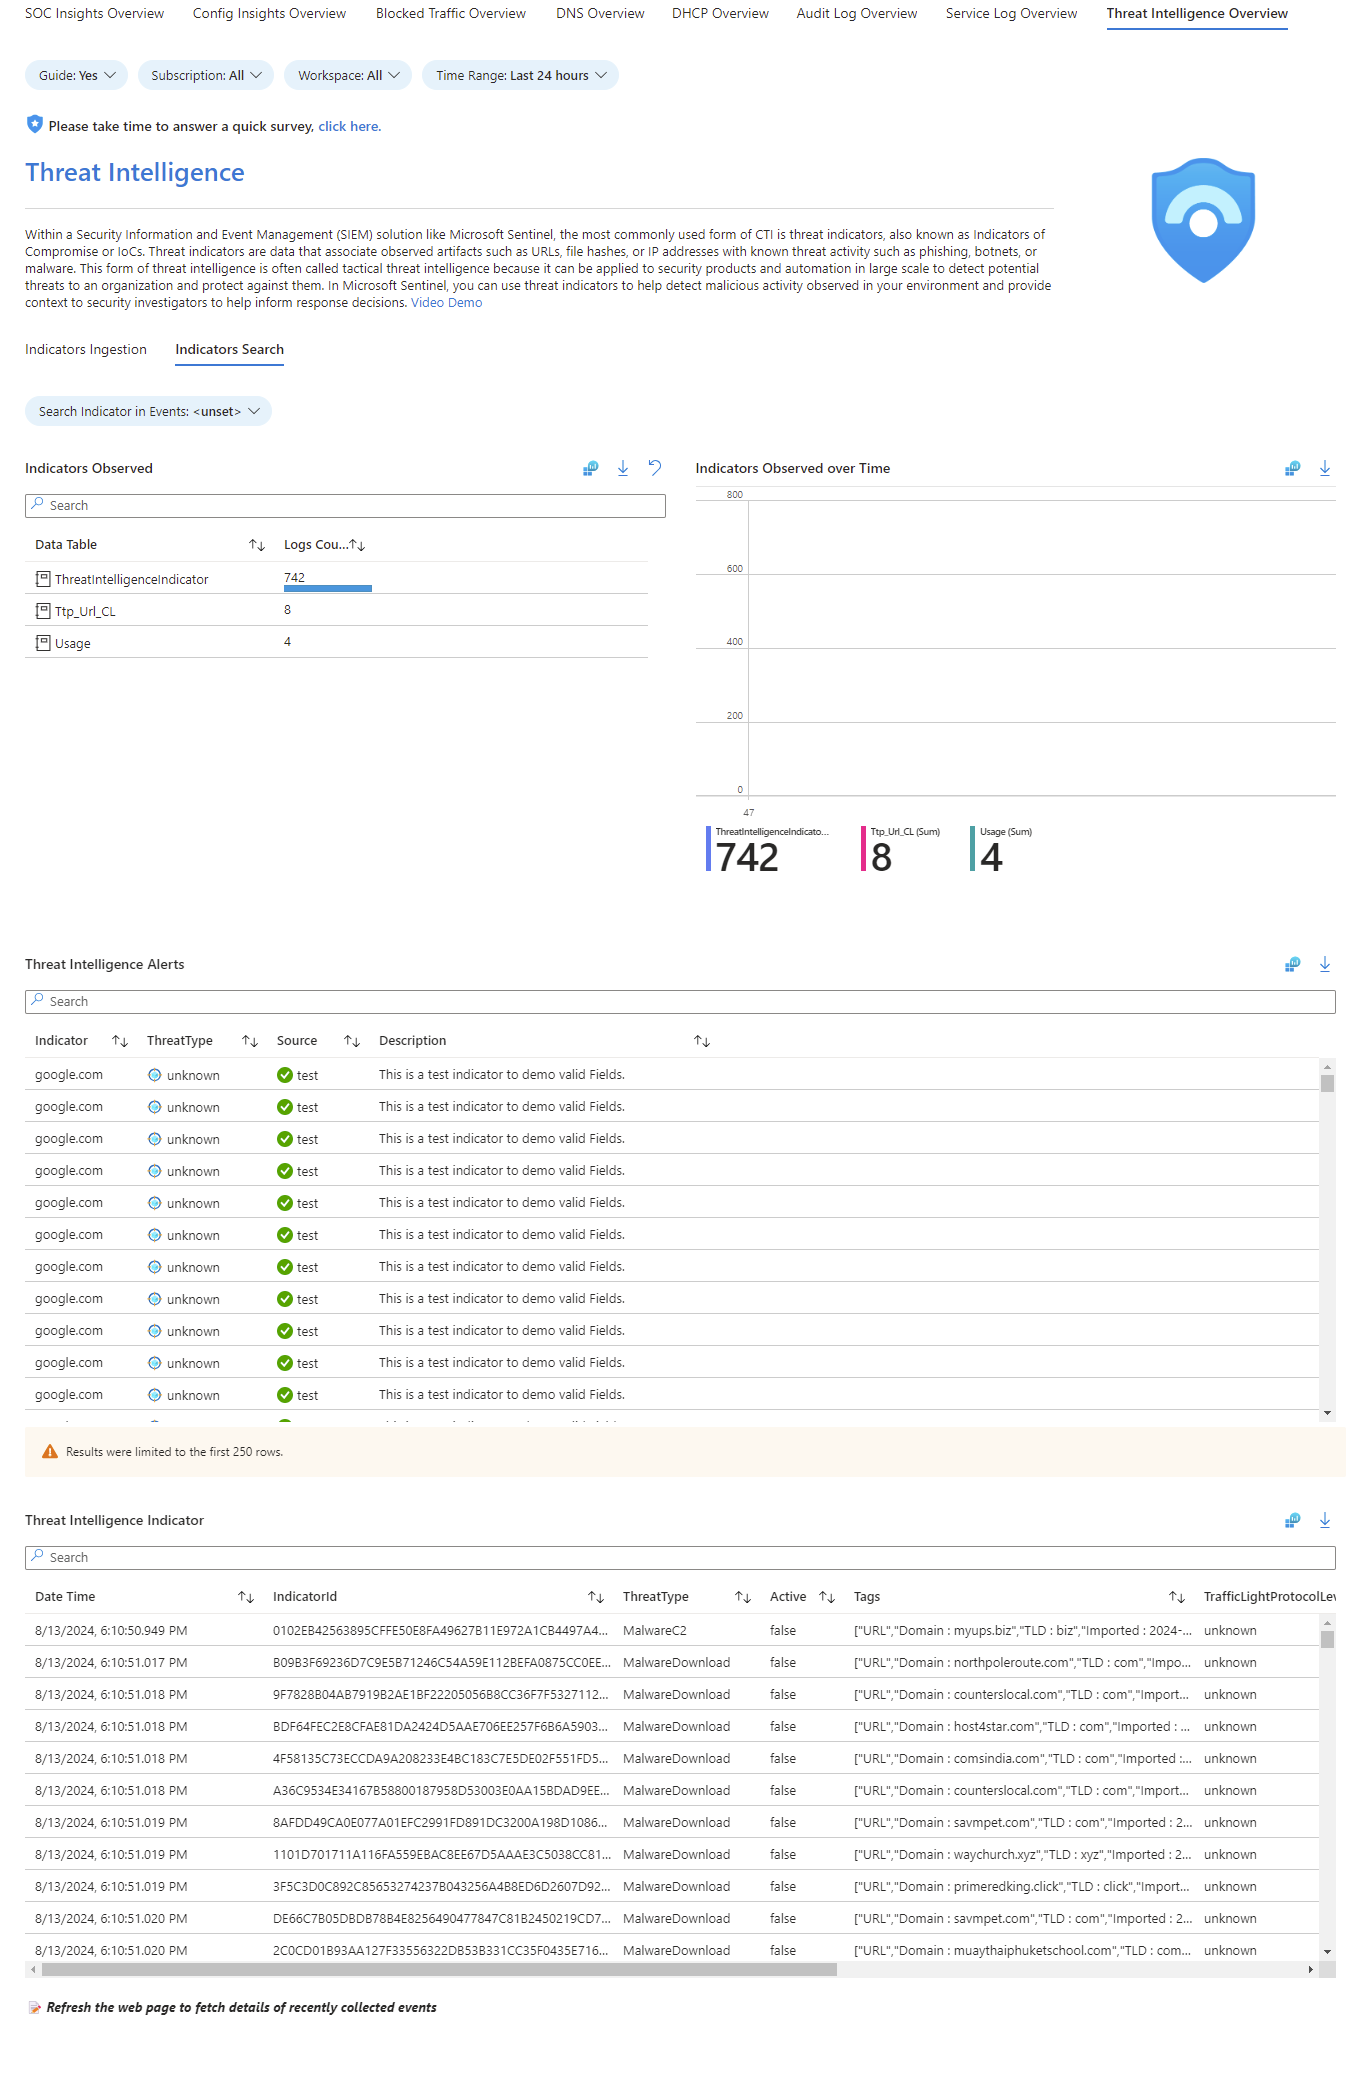 SOC Insights Overview Config Insights Overview Blocked Traffic Overview DNS Overview DHCP Overview Audit Log Overview Service Log Overview Threat Intelligence Overview
Guide: Yes Subscription: All Workspace: All Time Range: Last 24 hours
Please take time to answer a quick survey, click here.
Threat Intelligence
Within a Security Information and Event Management (SIEM) solution like Microsoft Sentinel, the most commonly used form of CTI is threat indicators, also known as Indicators of
Compromise or IoCs. Threat indicators are data that associate observed artifacts such as URLs, file hashes, or IP addresses with known threat activity such as phishing, botnets, or
malware. This form of threat intelligence is often called tactical threat intelligence because it can be applied to security products and automation in large scale to detect potential
threats to an organization and protect against them. In Microsoft Sentinel, you can use threat indicators to help detect malicious activity observed in your environment and provide
context to security investigators to help inform response decisions. Video Demo
Indicators Ingestion Indicators Search
Search Indicator in Events: <unset>
Indicators Observed
Search
Data Table Logs Cou...
ThreatIntelligenceIndicator 742
Ttp_Url_CL 8
Usage 4
Indicators Observed over Time
800
600
400
200
0
47
ThreatIntelligenceIndicato... Ttp_Url_CL (Sum) Usage (Sum)
742 8 4
Threat Intelligence Alerts
Search
Indicator ThreatType Source Description
google.com unknown test This is a test indicator to demo valid Fields.
google.com unknown test This is a test indicator to demo valid Fields.
google.com unknown test This is a test indicator to demo valid Fields.
google.com unknown test This is a test indicator to demo valid Fields.
google.com unknown test This is a test indicator to demo valid Fields.
google.com unknown test This is a test indicator to demo valid Fields.
google.com unknown test This is a test indicator to demo valid Fields.
google.com unknown test This is a test indicator to demo valid Fields.
google.com unknown test This is a test indicator to demo valid Fields.
google.com unknown test This is a test indicator to demo valid Fields.
google.com unknown test This is a test indicator to demo valid Fields.
Results were limited to the first 250 rows.
Threat Intelligence Indicator
Search
Date Time IndicatorId ThreatType Active Tags TrafficLightProtocolLev
8/13/2024, 6:10:50.949 PM 0102EB42563895CFFE50E8FA49627B11E972A1CB4497A4... MalwareC2 false ["URL","Domain : myups.biz","TLD : biz","Imported : 2024-... unknown
8/13/2024, 6:10:51.017 PM B09B3F69236D7C9E5B71246C54A59E112BEFA0875CC0EE... MalwareDownload false ["URL","Domain : northpoleroute.com","TLD : com","Impo... unknown
8/13/2024, 6:10:51.018 PM 9F7828B04AB7919B2AE1BF22205056B8CC36F7F5327112... MalwareDownload false ["URL","Domain : counterslocal.com","TLD : com","Import... unknown
8/13/2024, 6:10:51.018 PM BDF64FEC2E8CFAE81DA2424D5AAE706EE257F6B6A5903... MalwareDownload false ["URL","Domain : host4star.com","TLD : com","Imported : ... unknown
8/13/2024, 6:10:51.018 PM 4F58135C73ECCDA9A208233E4BC183C7E5DE02F551FD5... MalwareDownload false ["URL","Domain : comsindia.com","TLD : com","Imported :... unknown
8/13/2024, 6:10:51.018 PM A36C9534E34167B58800187958D53003E0AA15BDAD9EE... MalwareDownload false ["URL","Domain : counterslocal.com","TLD : com","Import... unknown
8/13/2024, 6:10:51.019 PM 8AFDD49CA0E077A01EFC2991FD891DC3200A198D1086... MalwareDownload false ["URL","Domain : savmpet.com","TLD : com","Imported : 2... unknown
8/13/2024, 6:10:51.019 PM 1101D701711A116FA559EBAC8EE67D5AAAE3C5038CC81... MalwareDownload false ["URL","Domain : waychurch.xyz","TLD : xyz","Imported : 2... unknown
8/13/2024, 6:10:51.019 PM 3F5C3D0C892C85653274237B043256A4B8ED6D2607D92... MalwareDownload false ["URL","Domain : primeredking.click","TLD : click","Import... unknown
8/13/2024, 6:10:51.020 PM DE66C7B05DBDB78B4E8256490477847C81B2450219CD7... MalwareDownload false ["URL","Domain : savmpet.com","TLD : com","Imported : 2... unknown
8/13/2024, 6:10:51.020 PM 2C0CD01B93AA127F33556322DB53B331CC35F0435E716... MalwareDownload false ["URL","Domain : muaythaiphuketschool.com","TLD : com... unknown
Refresh the web page to fetch details of recently collected events